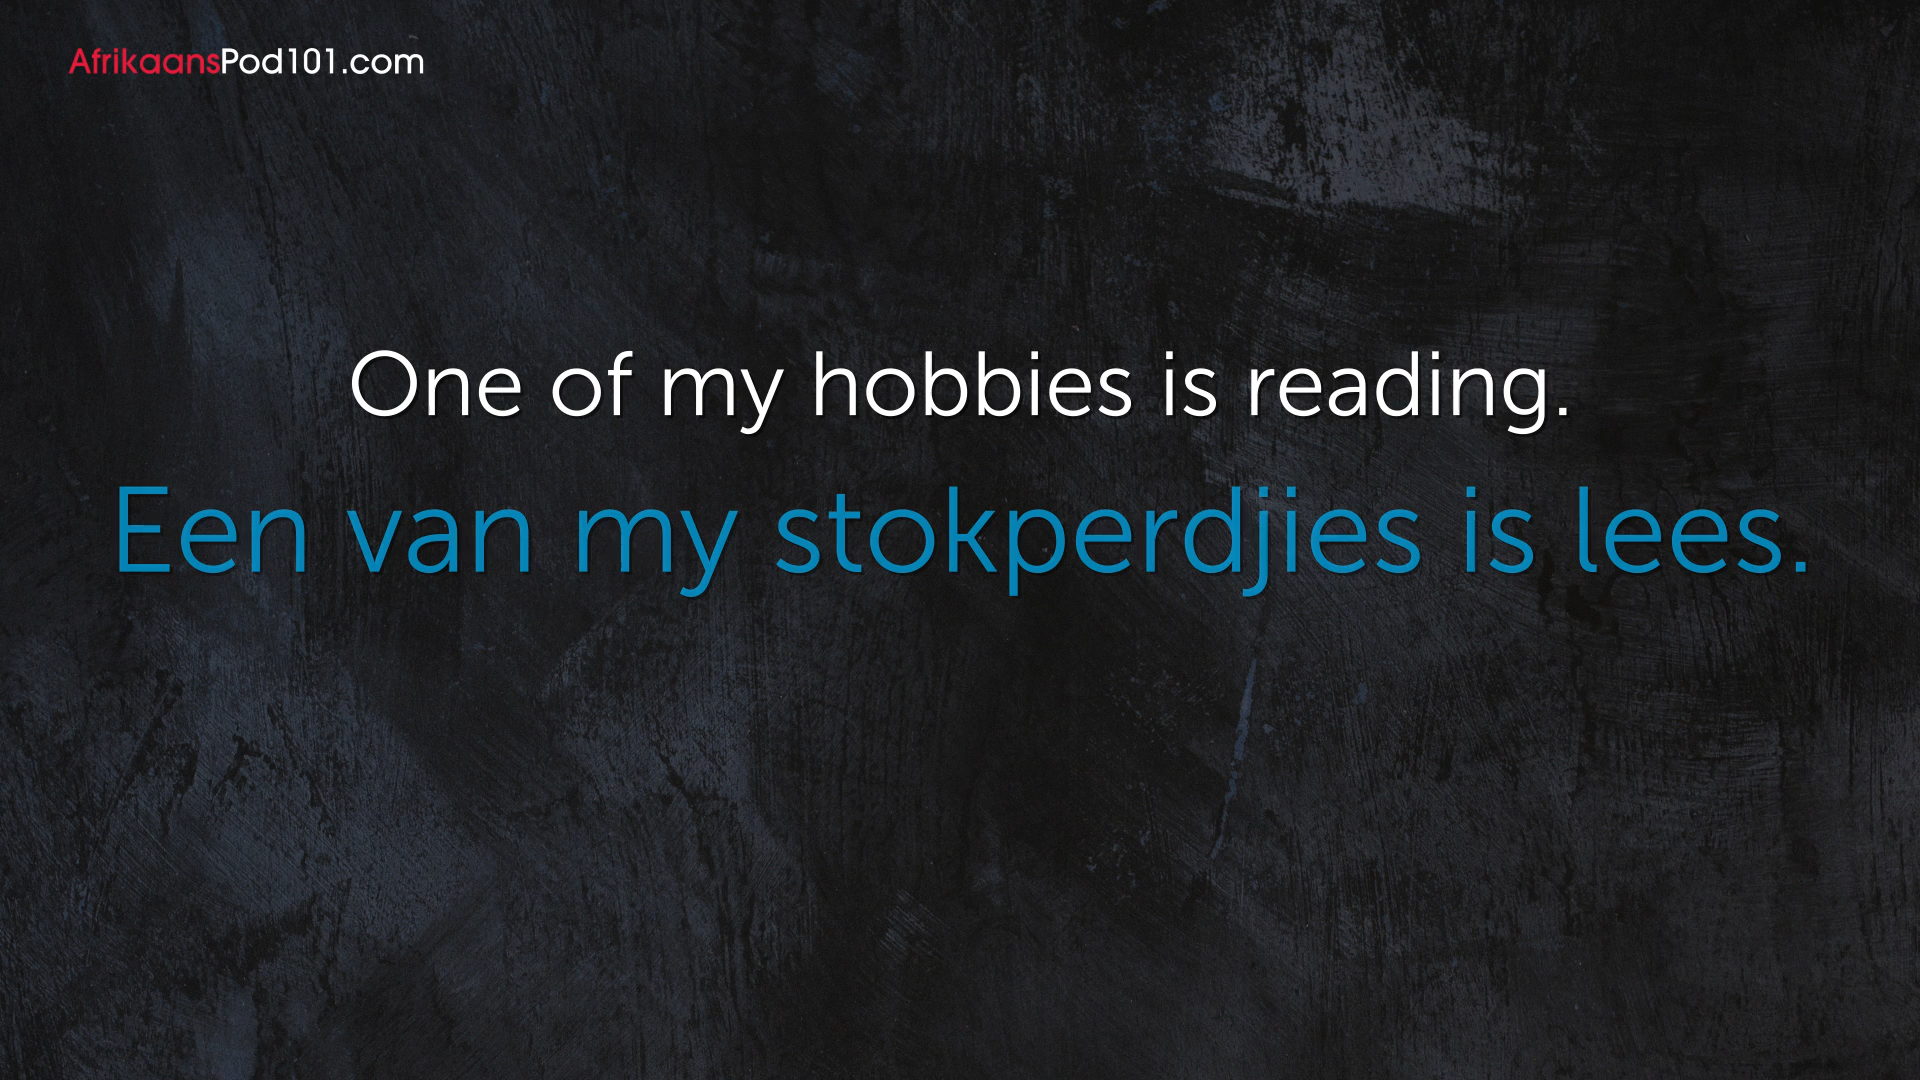 AfrikaansPod101.com
One of my hobbies is reading.
Een van my stokperdjies is lees.